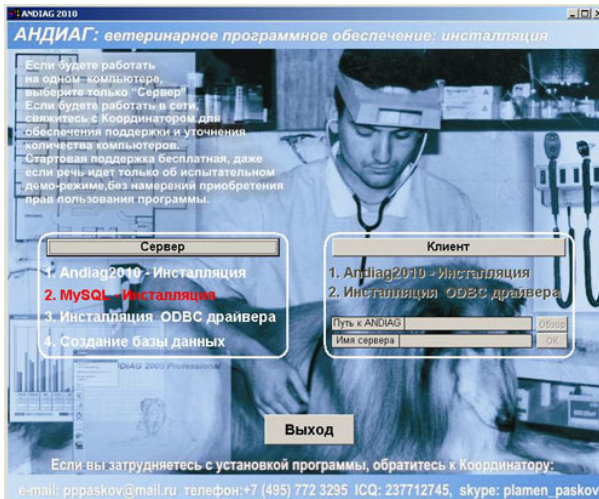 ANDIAG 2010
АНДИАГ: ветеринарное программное обеспечение: инсталляция
Если будете работать
на одном компьютере,
выберите только "Сервер"
Если будете работать в сети,
свяжитесь с Координатором для
обеспечения поддержки и уточнения
количества компьютеров.
Стартовая поддержка бесплатная, даже
если речь идет только об испытательном
демо-режиме,без намерений приобретения
прав пользования программы.
Сервер
1. Andiag2010 - Инсталляция
2. MySQL - Инсталляция
3. Инсталляция ODBC драйвера
4. Создание базы данных
Клиент
1. Andiag2010 - Инсталляция
2. Инсталляция ODBC драйвера
Путь к ANDIAG
Обзор
Имя сервера
OK
DIAG 2005 Professional
Выход
Если вы затрудняетесь с установкой программы, обратитесь к Координатору:
e-mail: pppaskov@mail.ru телефон:+7 (495) 772 3295 ICQ: 237712745, skype: plamen_paskov